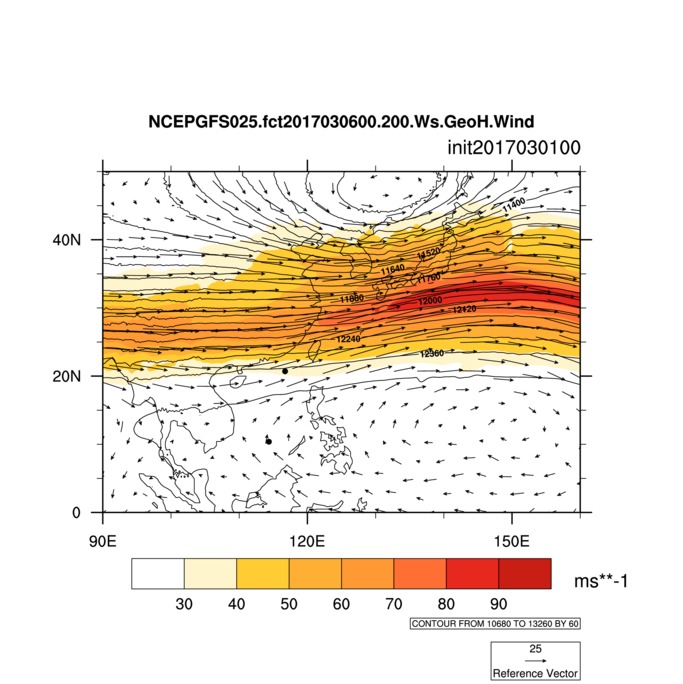 NCEPGFS025.fct2017030600.200.Ws.GeoH.Wind
init2017030100
11400
40N
11520
11640
11760
11880
12000
12120
12240
12360
20N
0
90E 120E 150E
ms**-1
30 40 50 60 70 80 90
CONTOUR FROM 10680 TO 13260 BY 60
25
Reference Vector